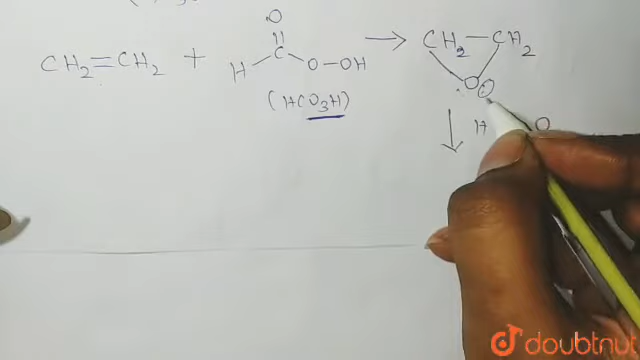 O
CH2=CH2 + H C O-OH → CH2-CH2
O
(HCO3H)
↓ H O
doubtnut